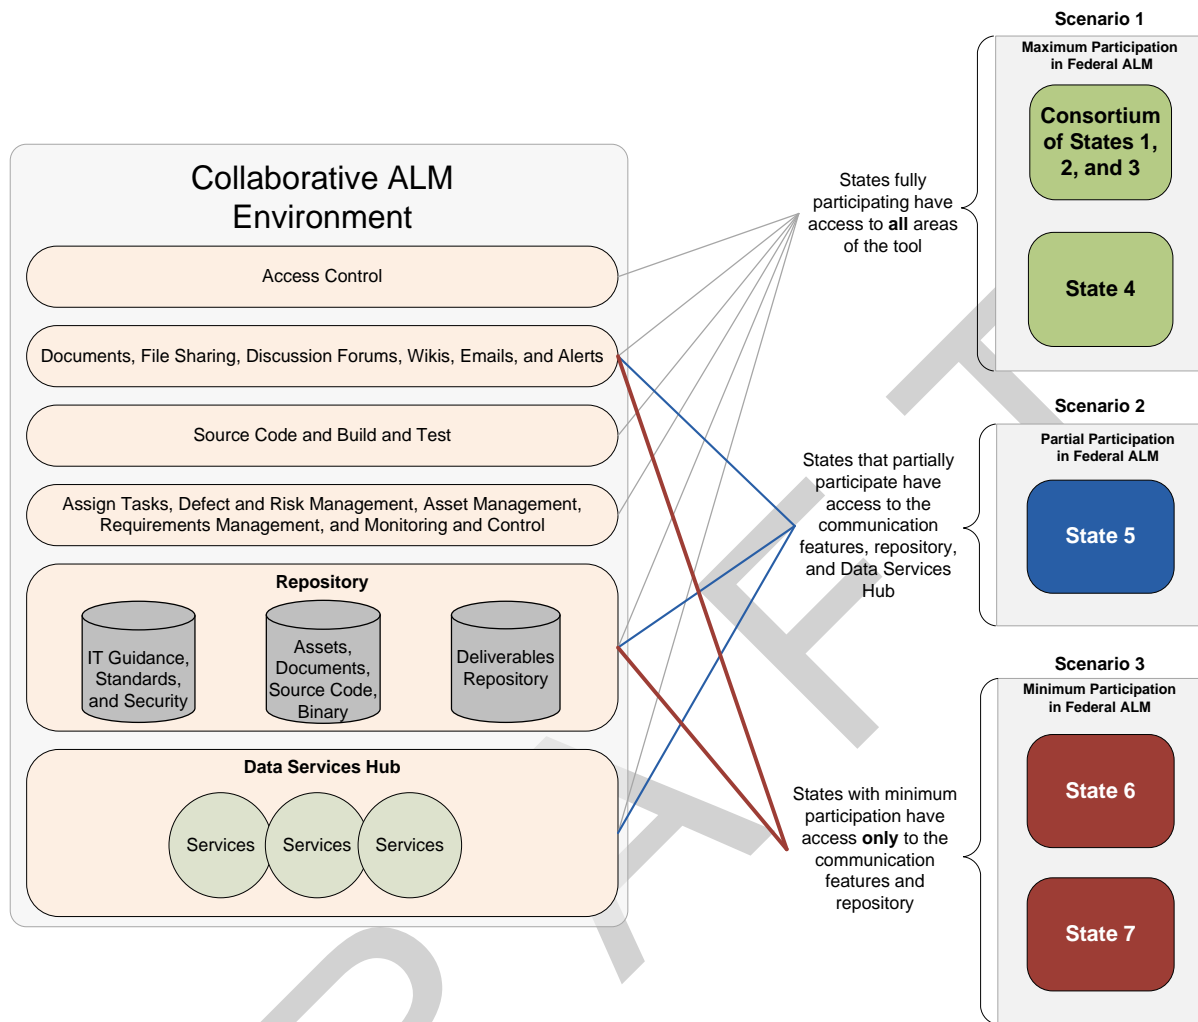 Collaborative ALM
Environment
Access Control
Documents, File Sharing, Discussion Forums, Wikis, Emails, and Alerts
Source Code and Build and Test
Assign Tasks, Defect and Risk Management, Asset Management,
Requirements Management, and Monitoring and Control
Repository
IT Guidance,
Standards,
and Security
Assets,
Documents,
Source Code,
Binary
Deliverables
Repository
Data Services Hub
Services
Services
Services
States fully
participating have
access to all areas
of the tool
States that partially
participate have
access to the
communication
features, repository,
and Data Services
Hub
States with minimum
participation have
access only to the
communication
features and
repository
Scenario 1
Maximum Participation
in Federal ALM
Consortium
of States 1,
2, and 3
State 4
Scenario 2
Partial Participation
in Federal ALM
State 5
Scenario 3
Minimum Participation
in Federal ALM
State 6
State 7
DRAFT